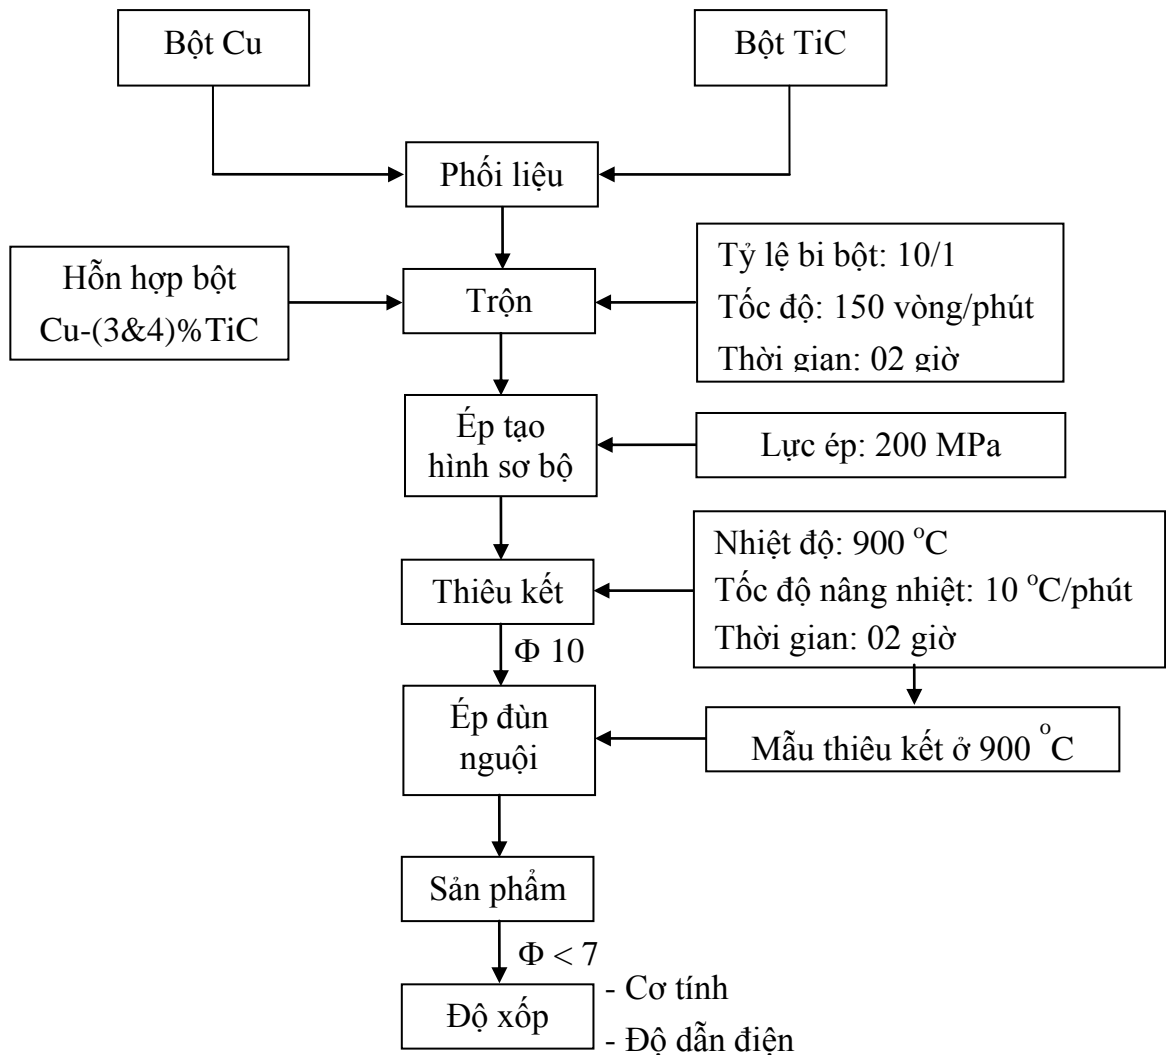 Bột Cu
Bột TiC
Phối liệu
Hỗn hợp bột
Cu-(3&4)%TiC
Trộn
Tỷ lệ bi bột: 10/1
Tốc độ: 150 vòng/phút
Thời gian: 02 giờ
Ép tạo
hình sơ bộ
Lực ép: 200 MPa
Thiêu kết
Nhiệt độ: 900 °C
Tốc độ nâng nhiệt: 10 °C/phút
Thời gian: 02 giờ
Φ 10
Ép đùn
nguội
Mẫu thiêu kết ở 900 °C
Sản phẩm
Φ < 7
Độ xốp
- Cơ tính
- Độ dẫn điện